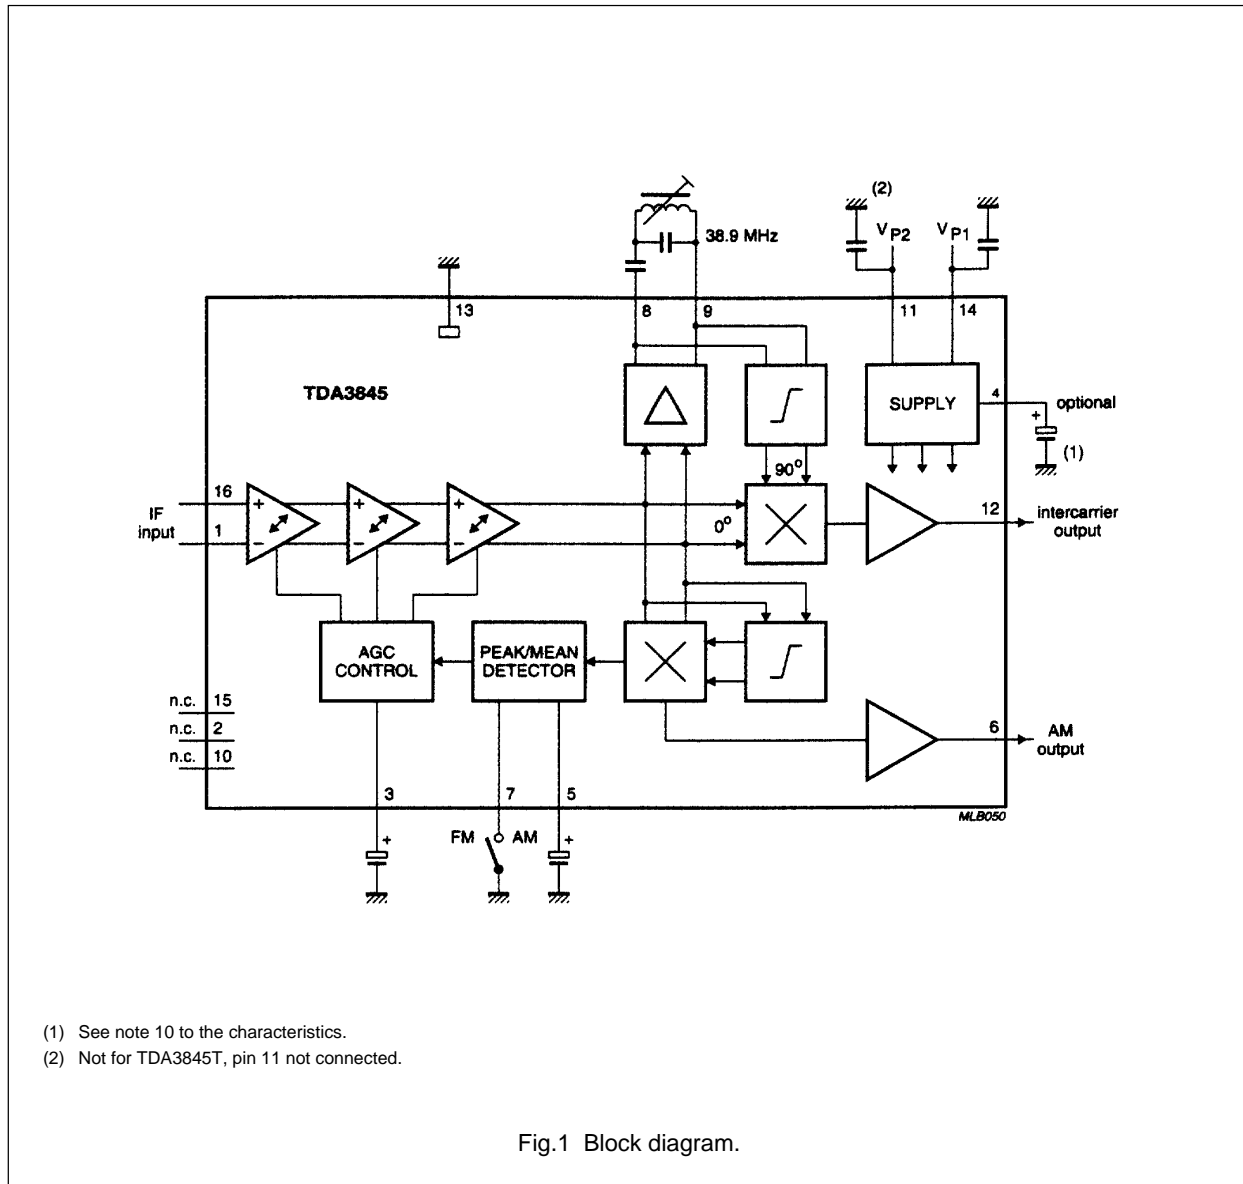 (2)
V P2
V P1
38.9 MHz
13
8
9
11
14
TDA3845
SUPPLY
4
optional
+
(1)
90°
16
+
+
+
IF
input
1
−
−
−
0°
12
intercarrier
output
AGC
CONTROL
PEAK/MEAN
DETECTOR
n.c. 15
n.c. 2
n.c. 10
6
AM
output
3
7
5
MLB050
+
FM
AM
+
(1) See note 10 to the characteristics.
(2) Not for TDA3845T, pin 11 not connected.
Fig.1 Block diagram.